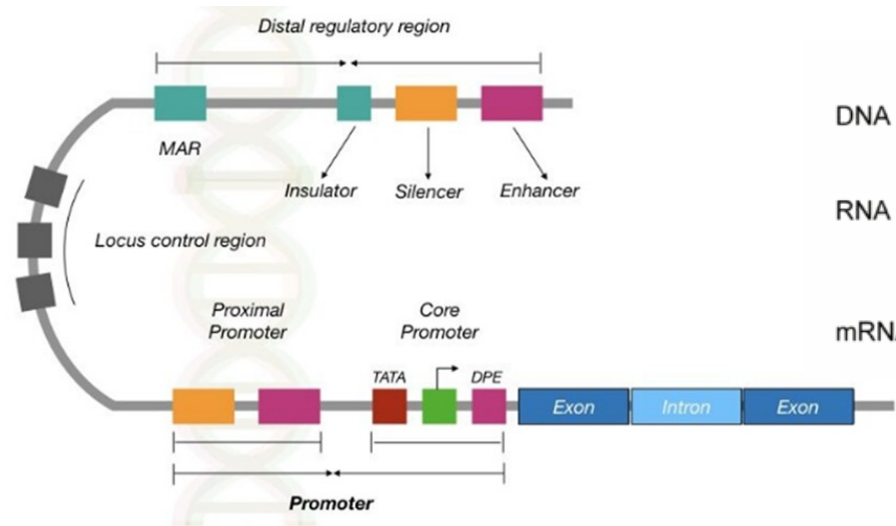 Distal regulatory region
DNA
MAR
Insulator
Silencer
Enhancer
RNA
Locus control region
Proximal
Promoter
Core
Promoter
TATA
DPE
Exon
Intron
Exon
Promoter